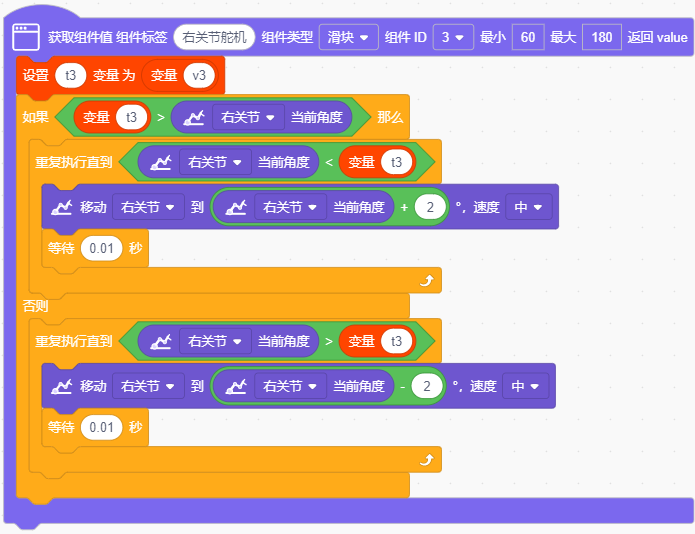 获取组件值 组件标签 右关节舵机 组件类型 滑块 组件 ID 3 最小 60 最大 180 返回 value
设置 t3 变量 为 变量 v3
如果 变量 t3 > 右关节 当前角度 那么
重复执行直到 右关节 当前角度 < 变量 t3
移动 右关节 到 右关节 当前角度 + 2 °, 速度 中
等待 0.01 秒
否则
重复执行直到 右关节 当前角度 > 变量 t3
移动 右关节 到 右关节 当前角度 - 2 °, 速度 中
等待 0.01 秒